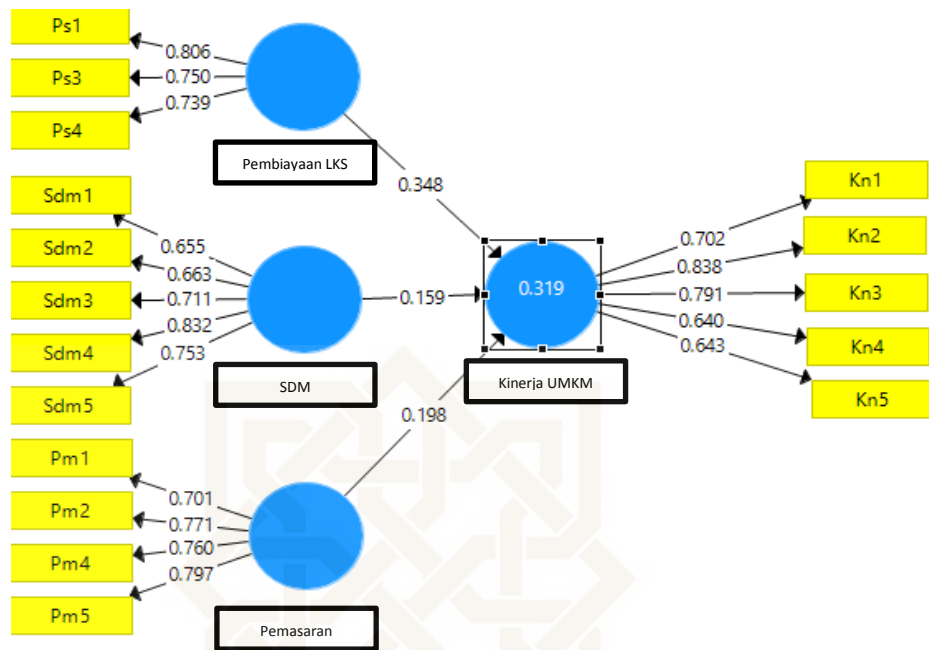 Ps1
0.806
Ps3
0.750
Ps4
0.739
Pembiayaan LKS
0.348
Sdm1
0.655
Sdm2
0.663
Sdm3
0.711
Sdm4
0.832
Sdm5
0.753
SDM
0.159
Pm1
0.701
Pm2
0.771
Pm4
0.760
Pm5
0.797
Pemasaran
0.198
0.319
Kinerja UMKM
Kn1
0.702
Kn2
0.838
Kn3
0.791
Kn4
0.640
Kn5
0.643